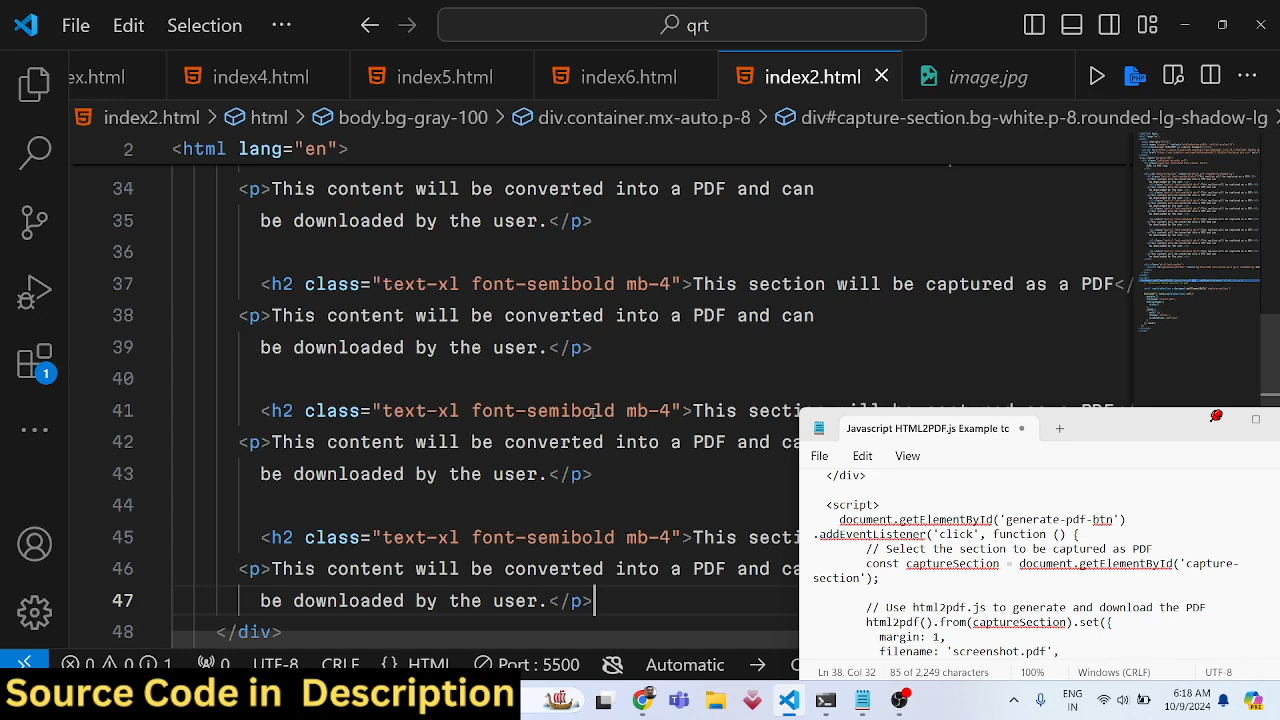 File Edit Selection ··· qrt
ex.html index4.html index5.html index6.html index2.html image.jpg
index2.html > html > body.bg-gray-100 > div.container.mx-auto.p-8 > div#capture-section.bg-white.p-8.rounded-lg-shadow-lg >
2 <html lang="en">
34 <p>This content will be converted into a PDF and can
35 be downloaded by the user.</p>
36
37 <h2 class="text-xl font-semibold mb-4">This section will be captured as a PDF</
38 <p>This content will be converted into a PDF and can
39 be downloaded by the user.</p>
40
41 <h2 class="text-xl font-semibold mb-4">This section will be captured as a PDF</
42 <p>This content will be converted into a PDF and ca
43 be downloaded by the user.</p>
44
45 <h2 class="text-xl font-semibold mb-4">This secti
46 <p>This content will be converted into a PDF and ca
47 be downloaded by the user.</p>
48 </div>
1
0 0 1 0 UTF-8 CRLF HTML Port : 5500 Automatic
Javascript HTML2PDF.js Example tc
File Edit View
</div>
<script>
document.getElementById('generate-pdf-btn')
.addEventListener('click', function () {
// Select the section to be captured as PDF
const captureSection = document.getElementById('capture-
section');
// Use html2pdf.js to generate and download the PDF
html2pdf().from(captureSection).set({
margin: 1,
filename: 'screenshot.pdf',
Ln 38, Col 32 85 of 2,249 characters 100% Windows (CRLF) UTF-8
Source Code in Description
ENG
IN
6:18 AM
10/9/2024